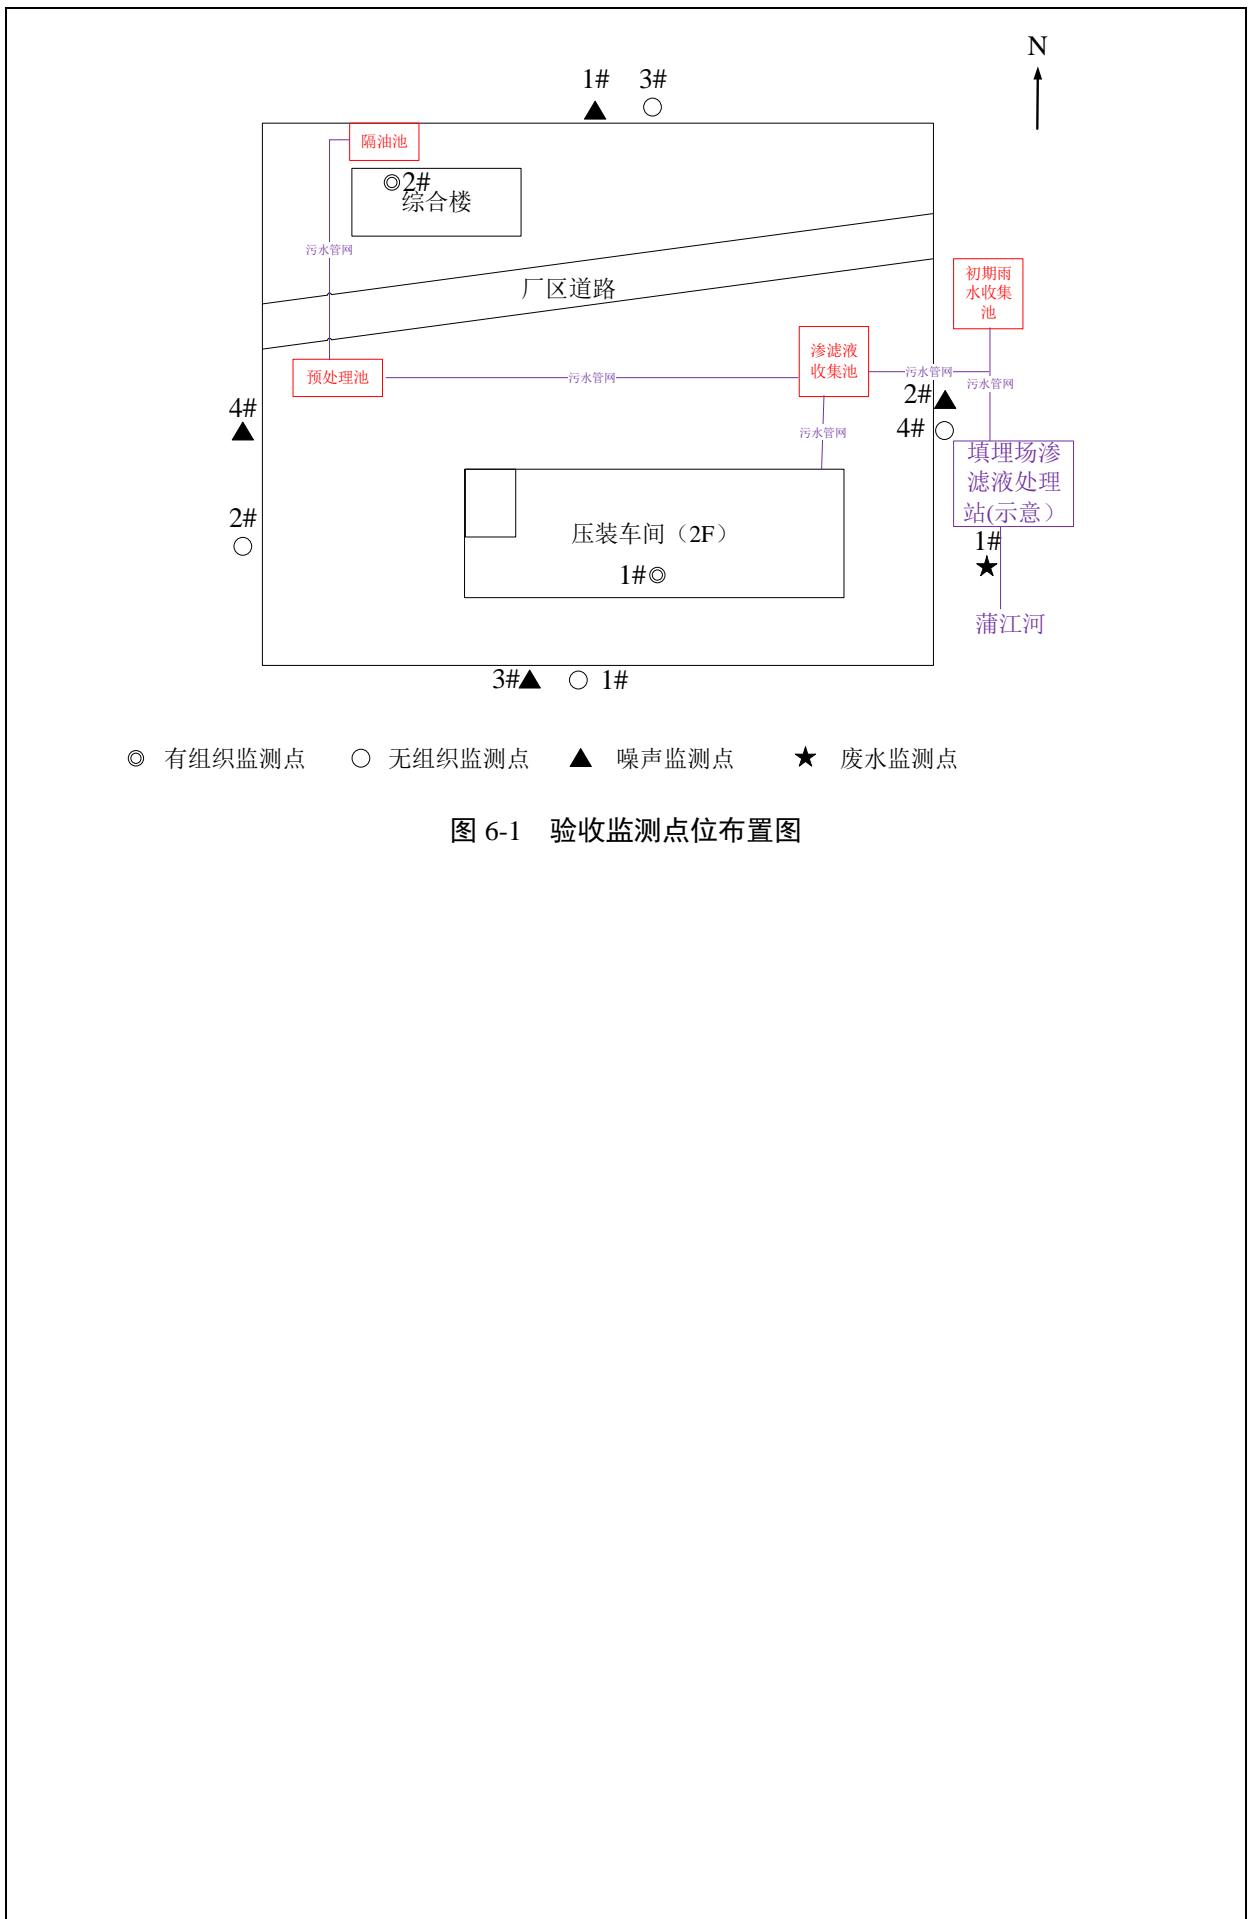 N
1# 3#
隔油池
2#
综合楼
污水管网
厂区道路
初期雨
水收集
池
渗滤液
收集池
预处理池
污水管网
污水管网
污水管网
2#
4#
4#
污水管网
填埋场渗
滤液处理
站(示意）
2#
压装车间（2F）
1#
1#
蒲江河
3# 1#
有组织监测点 无组织监测点 噪声监测点 废水监测点
图 6-1 验收监测点位布置图